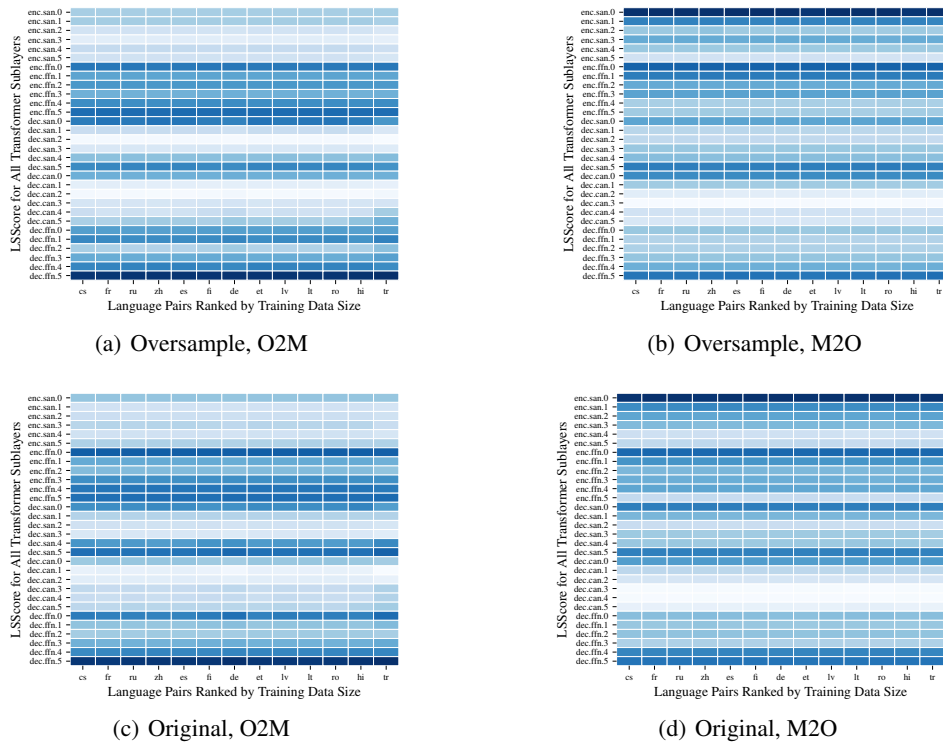 enc.san.0
enc.san.1
enc.san.2
enc.san.3
enc.san.4
enc.san.5
enc.ffn.0
enc.ffn.1
enc.ffn.2
enc.ffn.3
enc.ffn.4
enc.ffn.5
dec.san.0
dec.san.1
dec.san.2
dec.san.3
dec.san.4
dec.san.5
dec.can.0
dec.can.1
dec.can.2
dec.can.3
dec.can.4
dec.can.5
dec.ffn.0
dec.ffn.1
dec.ffn.2
dec.ffn.3
dec.ffn.4
dec.ffn.5
LSScore for All Transformer Sublayers
cs fr ru zh es fi de et lv lt ro hi tr
Language Pairs Ranked by Training Data Size
(a) Oversample, O2M
enc.san.0
enc.san.1
enc.san.2
enc.san.3
enc.san.4
enc.san.5
enc.ffn.0
enc.ffn.1
enc.ffn.2
enc.ffn.3
enc.ffn.4
enc.ffn.5
dec.san.0
dec.san.1
dec.san.2
dec.san.3
dec.san.4
dec.san.5
dec.can.0
dec.can.1
dec.can.2
dec.can.3
dec.can.4
dec.can.5
dec.ffn.0
dec.ffn.1
dec.ffn.2
dec.ffn.3
dec.ffn.4
dec.ffn.5
LSScore for All Transformer Sublayers
cs fr ru zh es fi de et lv lt ro hi tr
Language Pairs Ranked by Training Data Size
(b) Oversample, M2O
enc.san.0
enc.san.1
enc.san.2
enc.san.3
enc.san.4
enc.san.5
enc.ffn.0
enc.ffn.1
enc.ffn.2
enc.ffn.3
enc.ffn.4
enc.ffn.5
dec.san.0
dec.san.1
dec.san.2
dec.san.3
dec.san.4
dec.san.5
dec.can.0
dec.can.1
dec.can.2
dec.can.3
dec.can.4
dec.can.5
dec.ffn.0
dec.ffn.1
dec.ffn.2
dec.ffn.3
dec.ffn.4
dec.ffn.5
LSScore for All Transformer Sublayers
cs fr ru zh es fi de et lv lt ro hi tr
Language Pairs Ranked by Training Data Size
(c) Original, O2M
enc.san.0
enc.san.1
enc.san.2
enc.san.3
enc.san.4
enc.san.5
enc.ffn.0
enc.ffn.1
enc.ffn.2
enc.ffn.3
enc.ffn.4
enc.ffn.5
dec.san.0
dec.san.1
dec.san.2
dec.san.3
dec.san.4
dec.san.5
dec.can.0
dec.can.1
dec.can.2
dec.can.3
dec.can.4
dec.can.5
dec.ffn.0
dec.ffn.1
dec.ffn.2
dec.ffn.3
dec.ffn.4
dec.ffn.5
LSScore for All Transformer Sublayers
cs fr ru zh es fi de et lv lt ro hi tr
Language Pairs Ranked by Training Data Size
(d) Original, M2O